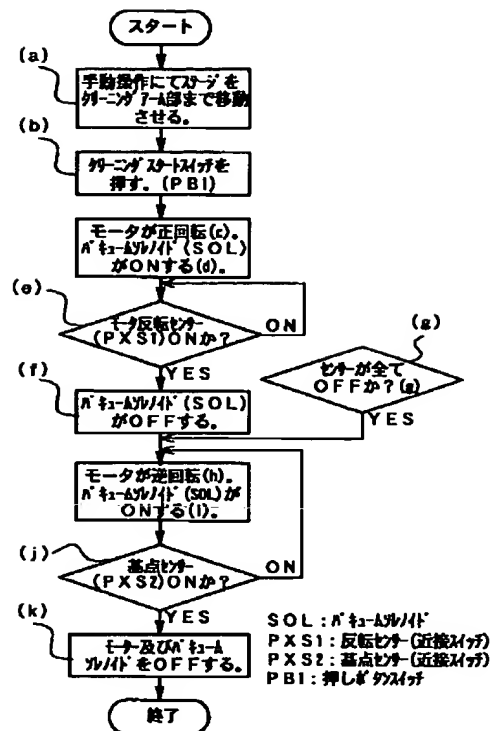 スタート
(a)
手動操作にてステージを
クリーニングアーム部まで移動
させる。
(b)
クリーニングスタートスイッチを
押す。(PB1)
モータが正回転(c)。
バキュームソレノイド(SOL)
がONする(d)。
(e)
モータ反転センサー
(PXS1)ONか?
ON
YES
(g)
センサーが全て
OFFか?(g)
YES
(f)
バキュームソレノイド(SOL)
がOFFする。
モータが逆回転(h)。
バキュームソレノイド(SOL)が
ONする(i)。
(j)
基点センサー
(PXS2)ONか?
ON
YES
(k)
モーター及びバキューム
ソレノイドをOFFする。
終了
SOL:バキュームソレノイド
PXS1:反転センサー(近接スイッチ)
PXS2:基点センサー(近接スイッチ)
PB1:押しボタンスイッチ